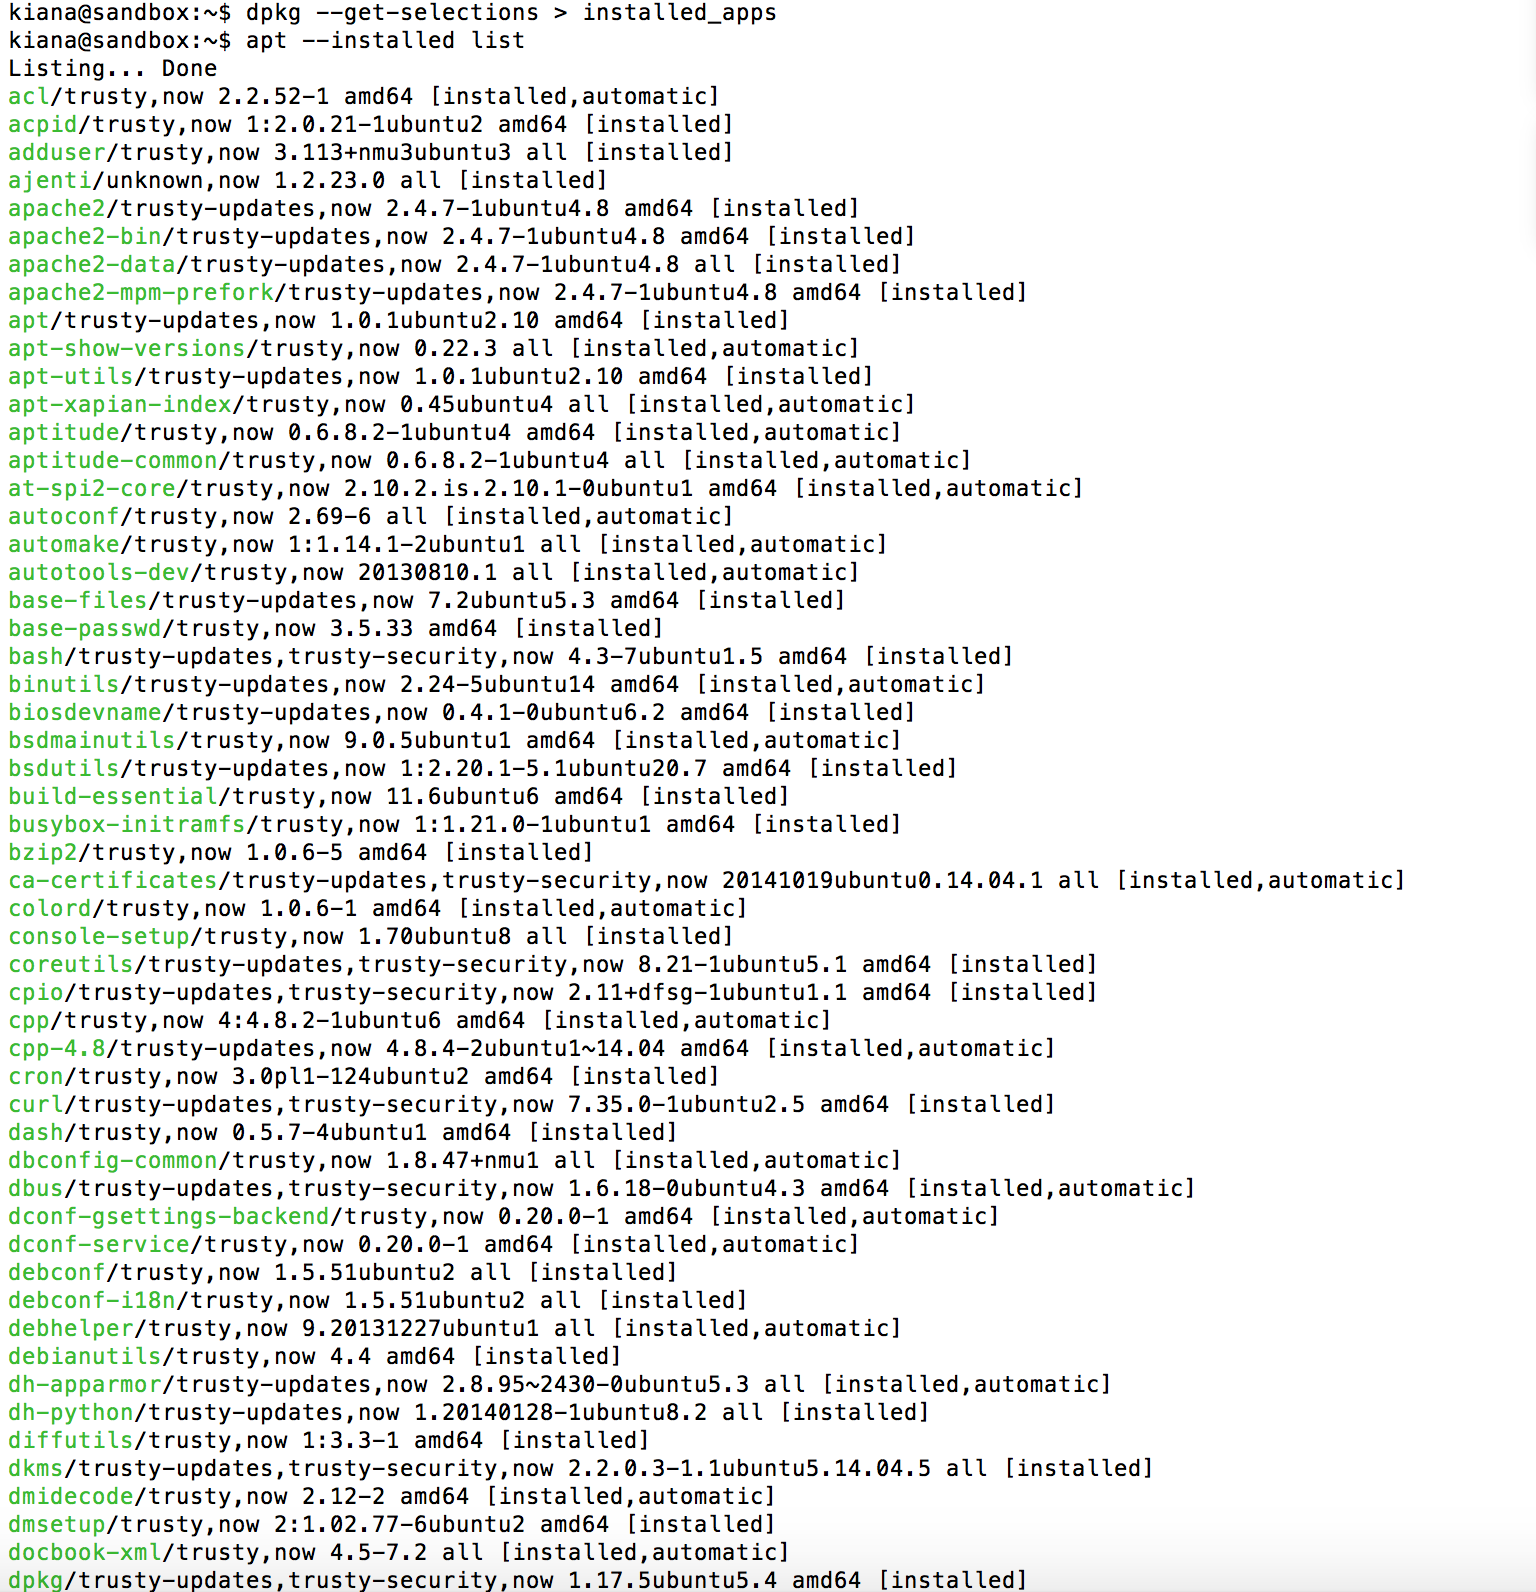 kiana@sandbox:~$ dpkg --get-selections > installed_apps
kiana@sandbox:~$ apt --installed list
Listing... Done
acl/trusty,now 2.2.52-1 amd64 [installed,automatic]
acpid/trusty,now 1:2.0.21-1ubuntu2 amd64 [installed]
adduser/trusty,now 3.113+nmu3ubuntu3 all [installed]
ajenti/unknown,now 1.2.23.0 all [installed]
apache2/trusty-updates,now 2.4.7-1ubuntu4.8 amd64 [installed]
apache2-bin/trusty-updates,now 2.4.7-1ubuntu4.8 amd64 [installed]
apache2-data/trusty-updates,now 2.4.7-1ubuntu4.8 all [installed]
apache2-mpm-prefork/trusty-updates,now 2.4.7-1ubuntu4.8 amd64 [installed]
apt/trusty-updates,now 1.0.1ubuntu2.10 amd64 [installed]
apt-show-versions/trusty,now 0.22.3 all [installed,automatic]
apt-utils/trusty-updates,now 1.0.1ubuntu2.10 amd64 [installed]
apt-xapian-index/trusty,now 0.45ubuntu4 all [installed,automatic]
aptitude/trusty,now 0.6.8.2-1ubuntu4 amd64 [installed,automatic]
aptitude-common/trusty,now 0.6.8.2-1ubuntu4 all [installed,automatic]
at-spi2-core/trusty,now 2.10.2.is.2.10.1-0ubuntu1 amd64 [installed,automatic]
autoconf/trusty,now 2.69-6 all [installed,automatic]
automake/trusty,now 1:1.14.1-2ubuntu1 all [installed,automatic]
autotools-dev/trusty,now 20130810.1 all [installed,automatic]
base-files/trusty-updates,now 7.2ubuntu5.3 amd64 [installed]
base-passwd/trusty,now 3.5.33 amd64 [installed]
bash/trusty-updates,trusty-security,now 4.3-7ubuntu1.5 amd64 [installed]
binutils/trusty-updates,now 2.24-5ubuntu14 amd64 [installed,automatic]
biosdevname/trusty-updates,now 0.4.1-0ubuntu6.2 amd64 [installed]
bsdmainutils/trusty,now 9.0.5ubuntu1 amd64 [installed,automatic]
bsdutils/trusty-updates,now 1:2.20.1-5.1ubuntu20.7 amd64 [installed]
build-essential/trusty,now 11.6ubuntu6 amd64 [installed]
busybox-initramfs/trusty,now 1:1.21.0-1ubuntu1 amd64 [installed]
bzip2/trusty,now 1.0.6-5 amd64 [installed]
ca-certificates/trusty-updates,trusty-security,now 20141019ubuntu0.14.04.1 all [installed,automatic]
colord/trusty,now 1.0.6-1 amd64 [installed,automatic]
console-setup/trusty,now 1.70ubuntu8 all [installed]
coreutils/trusty-updates,trusty-security,now 8.21-1ubuntu5.1 amd64 [installed]
cpio/trusty-updates,trusty-security,now 2.11+dfsg-1ubuntu1.1 amd64 [installed]
cpp/trusty,now 4:4.8.2-1ubuntu6 amd64 [installed,automatic]
cpp-4.8/trusty-updates,now 4.8.4-2ubuntu1~14.04 amd64 [installed,automatic]
cron/trusty,now 3.0pl1-124ubuntu2 amd64 [installed]
curl/trusty-updates,trusty-security,now 7.35.0-1ubuntu2.5 amd64 [installed]
dash/trusty,now 0.5.7-4ubuntu1 amd64 [installed]
dbconfig-common/trusty,now 1.8.47+nmu1 all [installed,automatic]
dbus/trusty-updates,trusty-security,now 1.6.18-0ubuntu4.3 amd64 [installed,automatic]
dconf-gsettings-backend/trusty,now 0.20.0-1 amd64 [installed,automatic]
dconf-service/trusty,now 0.20.0-1 amd64 [installed,automatic]
debconf/trusty,now 1.5.51ubuntu2 all [installed]
debconf-i18n/trusty,now 1.5.51ubuntu2 all [installed]
debhelper/trusty,now 9.20131227ubuntu1 all [installed,automatic]
debianutils/trusty,now 4.4 amd64 [installed]
dh-apparmor/trusty-updates,now 2.8.95~2430-0ubuntu5.3 all [installed,automatic]
dh-python/trusty-updates,now 1.20140128-1ubuntu8.2 all [installed]
diffutils/trusty,now 1:3.3-1 amd64 [installed]
dkms/trusty-updates,trusty-security,now 2.2.0.3-1.1ubuntu5.14.04.5 all [installed]
dmidecode/trusty,now 2.12-2 amd64 [installed,automatic]
dmsetup/trusty,now 2:1.02.77-6ubuntu2 amd64 [installed]
docbook-xml/trusty,now 4.5-7.2 all [installed,automatic]
dpkg/trusty-updates,trusty-security,now 1.17.5ubuntu5.4 amd64 [installed]